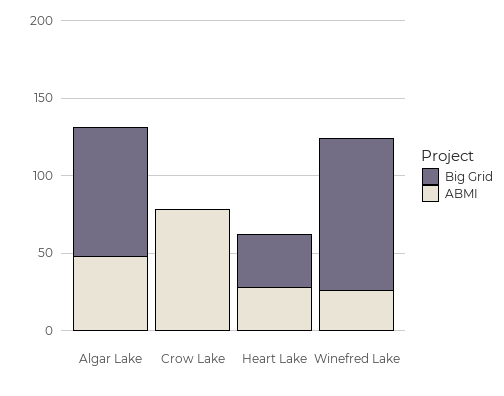 200
150
100
50
0
Algar Lake
Crow Lake
Heart Lake
Winefred Lake
Project
Big Grid
ABMI